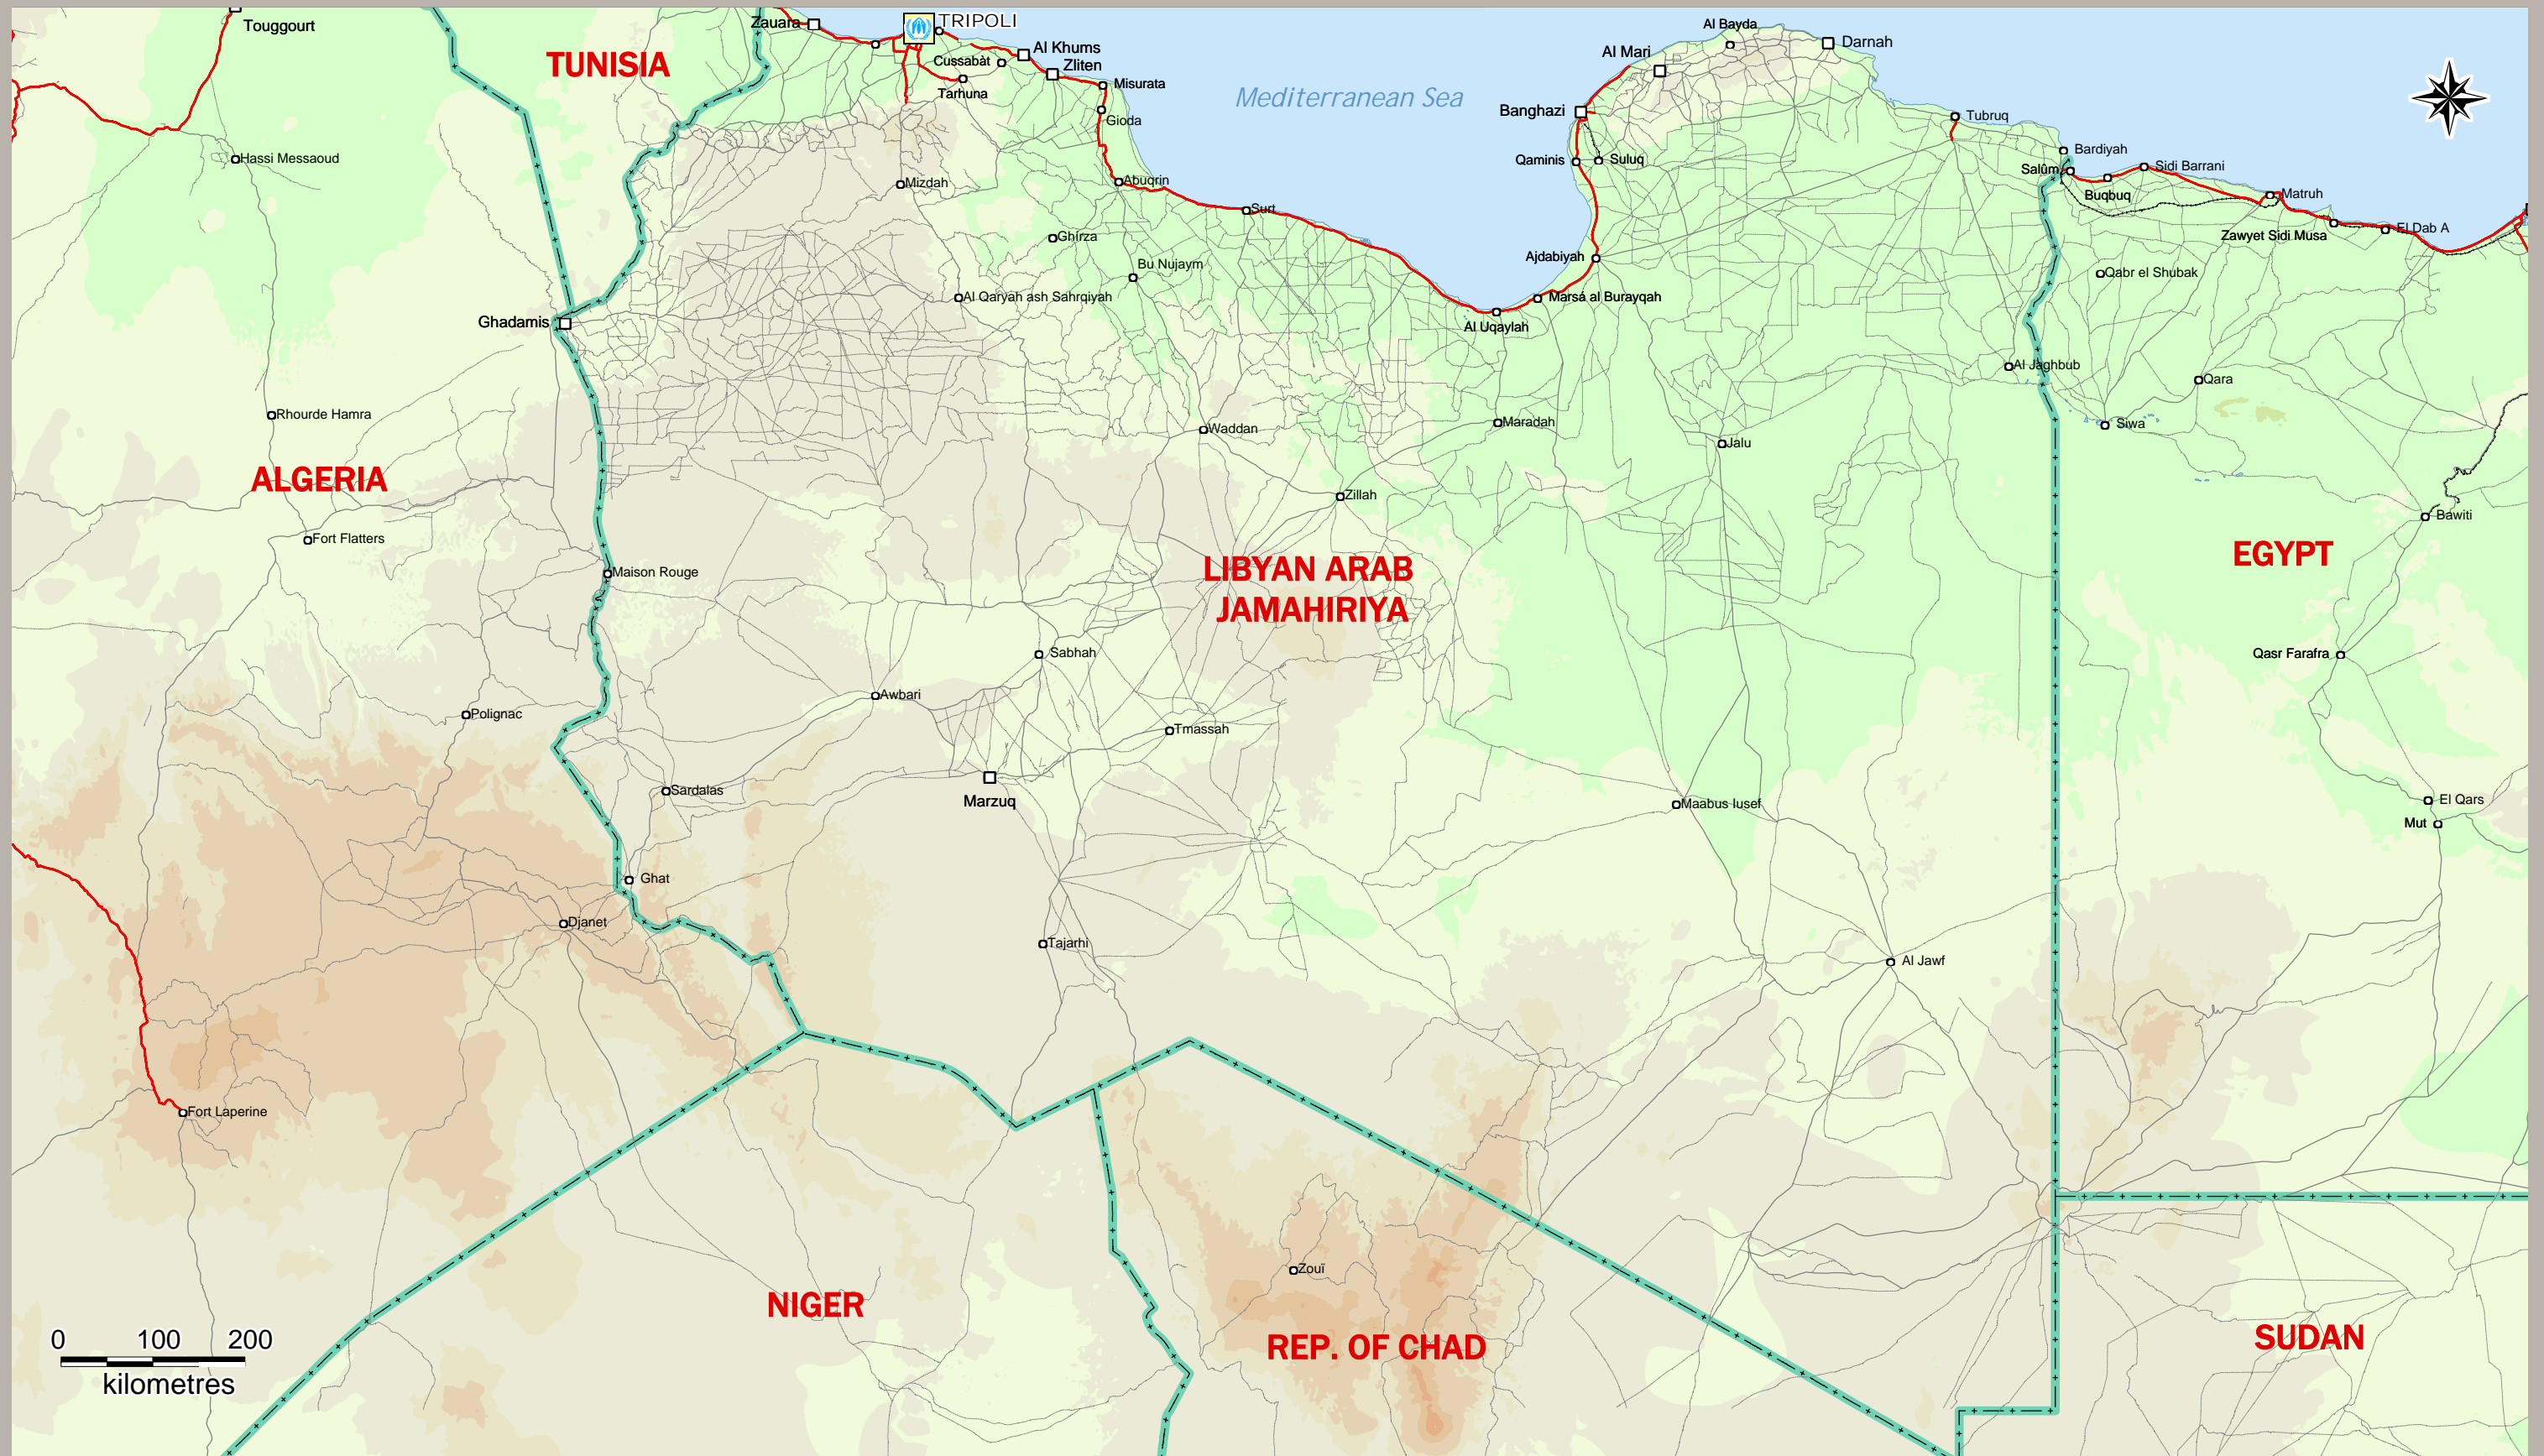 Touggourt
TUNISIA
Zauara
TRIPOLI
Al Khums
Cussabàt
Zliten
Tarhuna
Misurata
Gioda
Mediterranean Sea
Al Bayda
Al Mari
Darnah
Banghazi
Tubruq
Hassi Messaoud
Mizdah
Abuqrin
Qaminis
Suluq
Bardiyah
Salûm
Sidi Barrani
Buqbuq
Matruh
Surt
Ghírza
Zawyet Sidi Musa
El Dab A
Bu Nujaym
Ajdabiyah
Qabr el Shubak
Al Qaryah ash Sahrqiyah
Marsá al Burayqah
Ghadamis
Al Uqaylah
Al Jaghbub
Qara
Rhourde Hamra
Waddan
Maradah
Siwa
Jalu
ALGERIA
Zillah
Bawiti
Fort Flatters
EGYPT
Maison Rouge
LIBYAN ARAB
JAMAHIRIYA
Sabhah
Qasr Farafra
Awbari
Polignac
Tmassah
Sardalas
Marzuq
Maabus Iusef
El Qars
Mut
Ghat
Djanet
Tajarhi
Al Jawf
Fort Laperine
Zouï
NIGER
REP. OF CHAD
SUDAN
0 100 200
kilometres